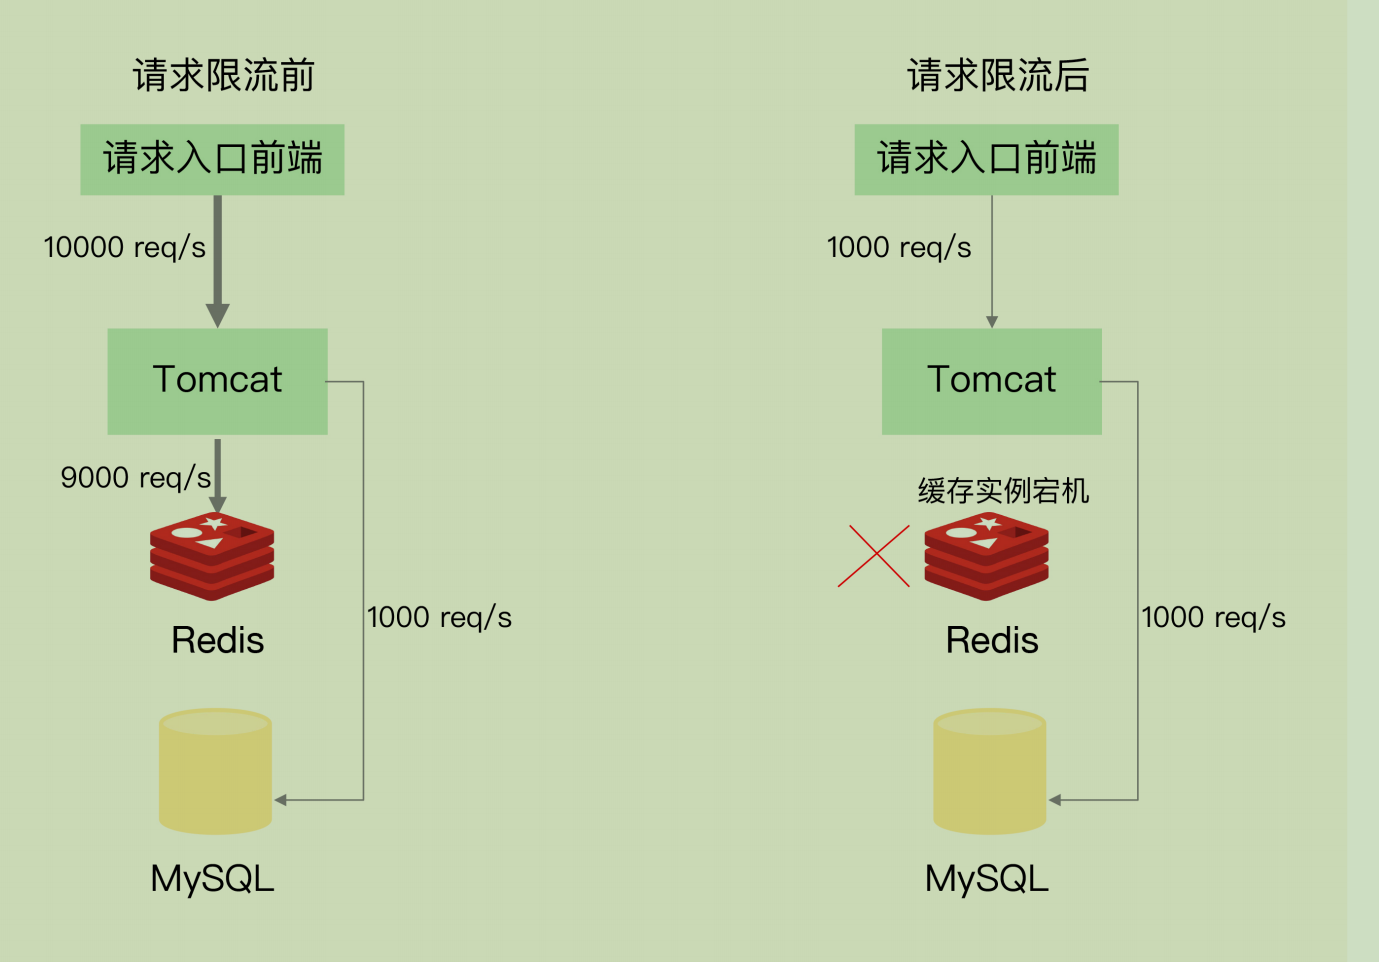 请求限流前
请求入口前端
10000 req/s
Tomcat
9000 req/s
Redis
1000 req/s
MySQL
请求限流后
请求入口前端
1000 req/s
Tomcat
缓存实例宕机
Redis
1000 req/s
MySQL